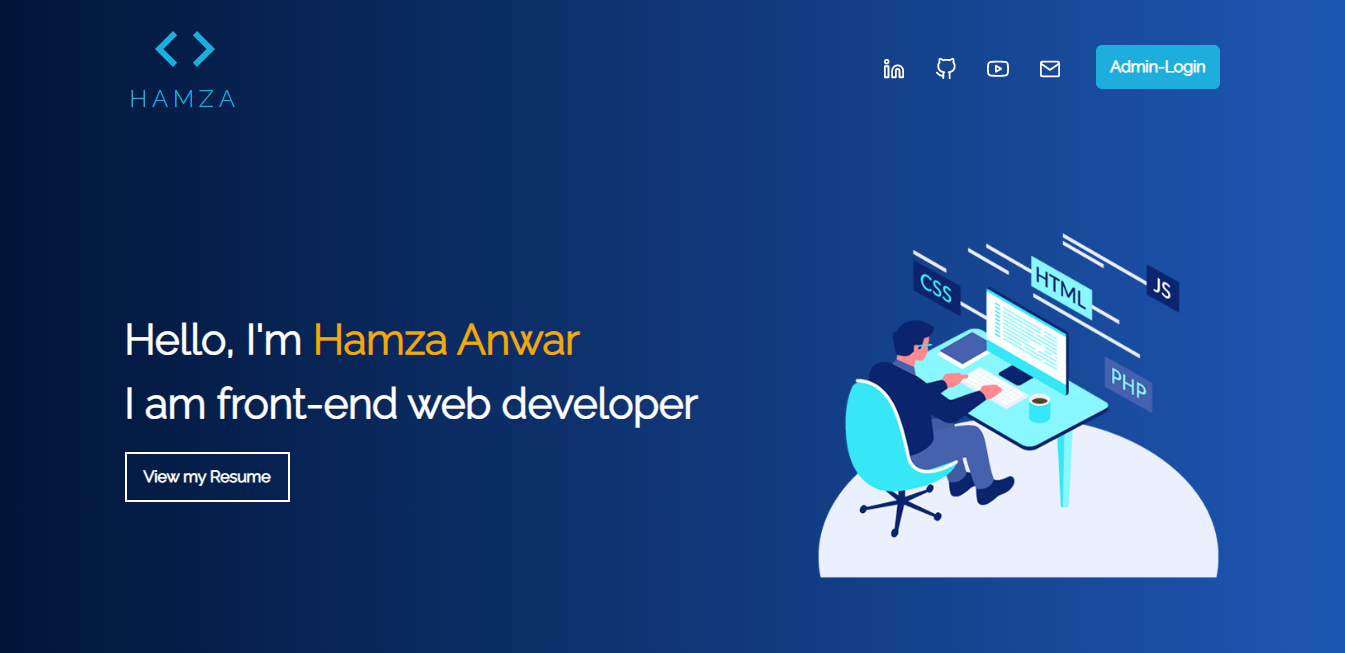 HAMZA
Admin-Login
Hello, I'm Hamza Anwar
I am front-end web developer
View my Resume
CSS
HTML
JS
PHP